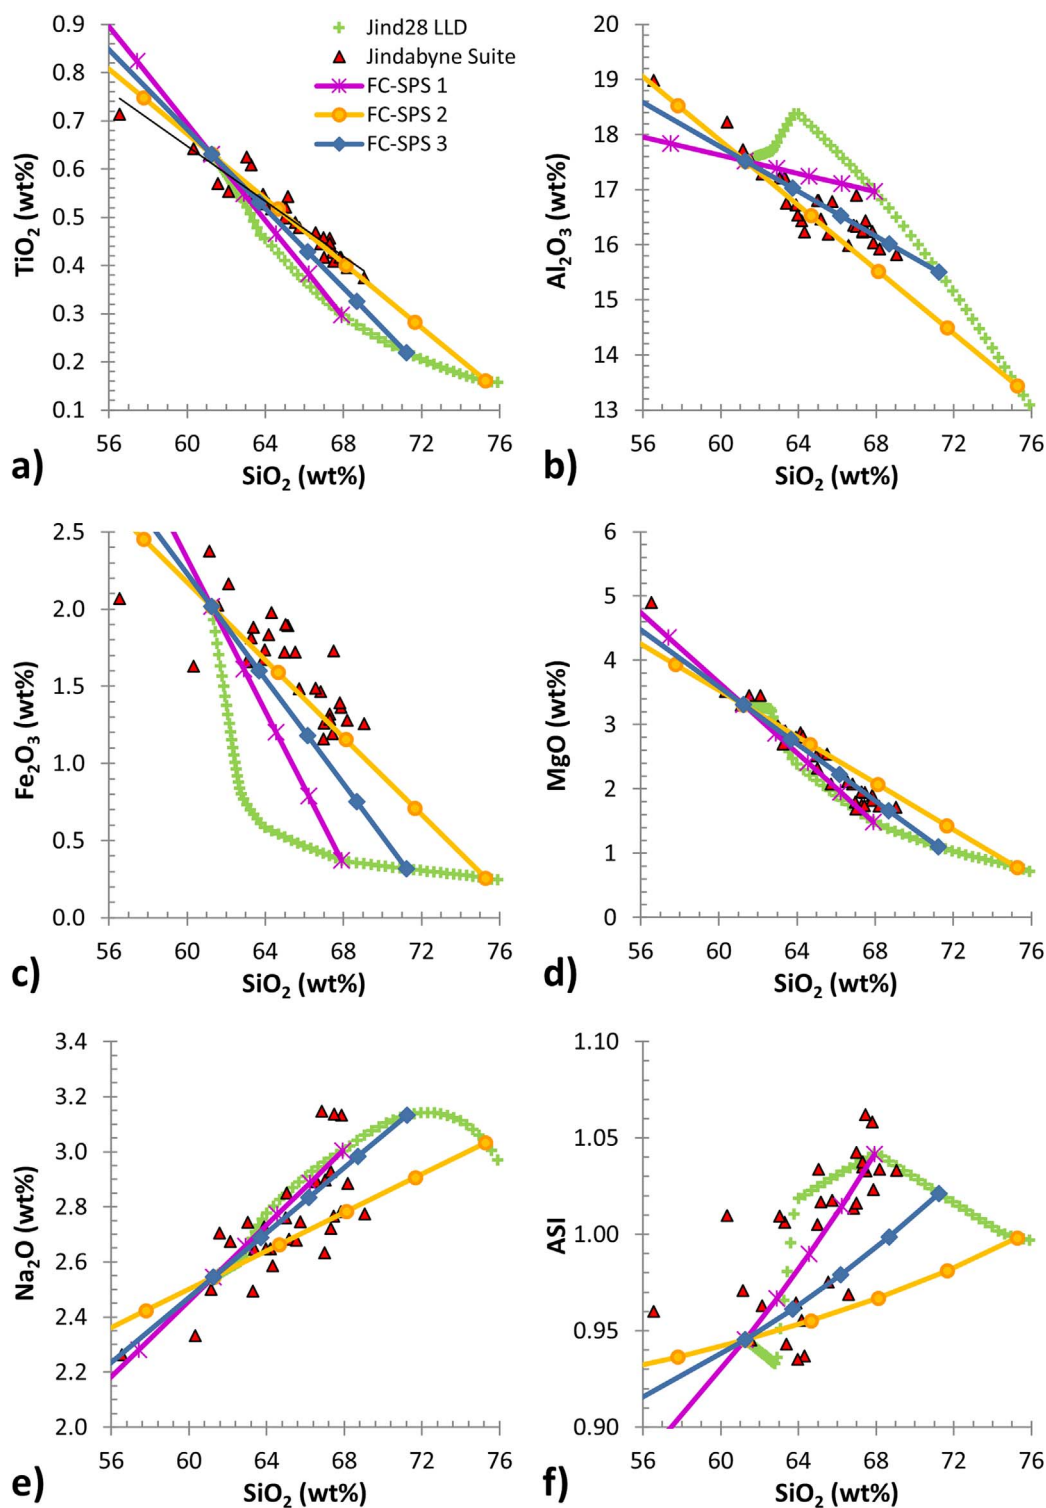 0.9
0.8
0.7
0.6
0.5
0.4
0.3
0.2
0.1
TiO₂ (wt%)
Jind28 LLD
Jindabyne Suite
FC-SPS 1
FC-SPS 2
FC-SPS 3
56 60 64 68 72 76
SiO₂ (wt%)
a)
20
19
18
17
16
15
14
13
Al₂O₃ (wt%)
56 60 64 68 72 76
SiO₂ (wt%)
b)
2.5
2.0
1.5
1.0
0.5
0.0
Fe₂O₃ (wt%)
56 60 64 68 72 76
SiO₂ (wt%)
c)
6
5
4
3
2
1
0
MgO (wt%)
56 60 64 68 72 76
SiO₂ (wt%)
d)
3.4
3.2
3.0
2.8
2.6
2.4
2.2
2.0
Na₂O (wt%)
56 60 64 68 72 76
SiO₂ (wt%)
e)
1.10
1.05
1.00
0.95
0.90
ASI
56 60 64 68 72 76
SiO₂ (wt%)
f)